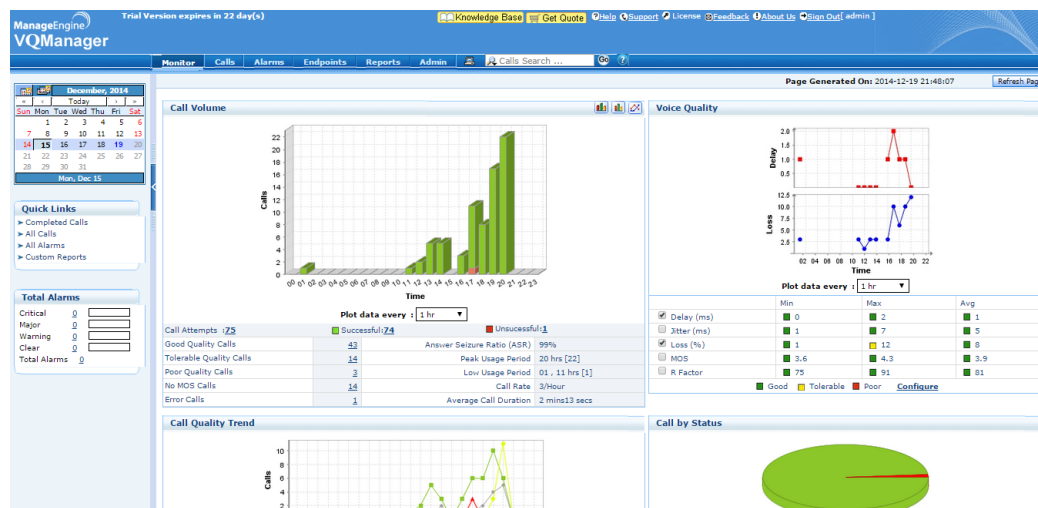 Trial Version expires in 22 day(s)
Knowledge Base Get Quote Help Support License Feedback About Us Sign Out[ admin ]
ManageEngine
VQManager
Monitor Calls Alarms Endpoints Reports Admin Calls Search ... Go ?
Page Generated On: 2014-12-19 21:48:07 Refresh Pag
December, 2014
« ‹ Today › »
Sun Mon Tue Wed Thu Fri Sat
1 2 3 4 5 6
7 8 9 10 11 12 13
14 15 16 17 18 19 20
21 22 23 24 25 26 27
28 29 30 31
Mon, Dec 15
Quick Links
Completed Calls
All Calls
All Alarms
Custom Reports
Total Alarms
Critical 0
Major 0
Warning 0
Clear 0
Total Alarms 0
Call Volume
22
20
18
16
14
12
10
8
6
4
2
0
Calls
00 01 02 03 04 05 06 07 08 09 10 11 12 13 14 15 16 17 18 19 20 21 22 23
Time
Plot data every : 1 hr
Call Attempts :75 Successful:74 Unsucessful:1
Good Quality Calls 43 Answer Seizure Ratio (ASR) 99%
Tolerable Quality Calls 14 Peak Usage Period 20 hrs [22]
Poor Quality Calls 3 Low Usage Period 01 , 11 hrs [1]
No MOS Calls 14 Call Rate 3/Hour
Error Calls 1 Average Call Duration 2 mins13 secs
Voice Quality
2.0
1.5
1.0
0.5
Delay
12.5
10.0
7.5
5.0
2.5
Loss
02 04 06 08 10 12 14 16 18 20 22
Time
Plot data every : 1 hr
Min Max Avg
Delay (ms) 0 2 1
Jitter (ms) 1 7 5
Loss (%) 1 12 8
MOS 3.6 4.3 3.9
R Factor 75 91 81
Good Tolerable Poor Configure
Call Quality Trend
10
8
6
4
2
Calls
Call by Status